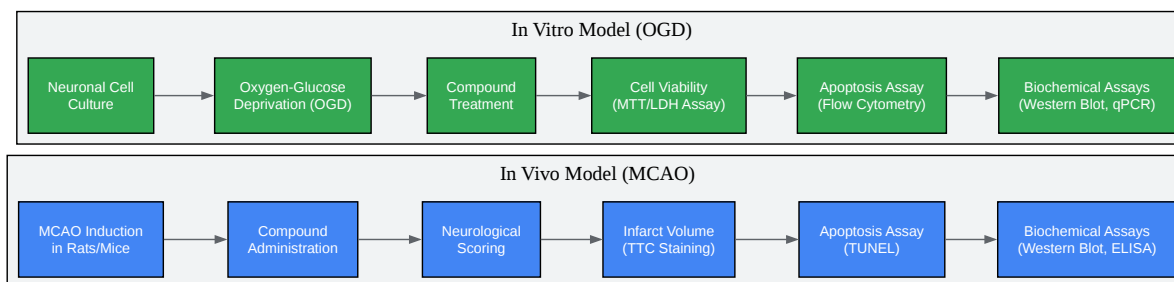 In Vitro Model (OGD)
Neuronal Cell
Culture
Oxygen-Glucose
Deprivation (OGD)
Compound
Treatment
Cell Viability
(MTT/LDH Assay)
Apoptosis Assay
(Flow Cytometry)
Biochemical Assays
(Western Blot, qPCR)
In Vivo Model (MCAO)
MCAO Induction
in Rats/Mice
Compound
Administration
Neurological
Scoring
Infarct Volume
(TTC Staining)
Apoptosis Assay
(TUNEL)
Biochemical Assays
(Western Blot, ELISA)